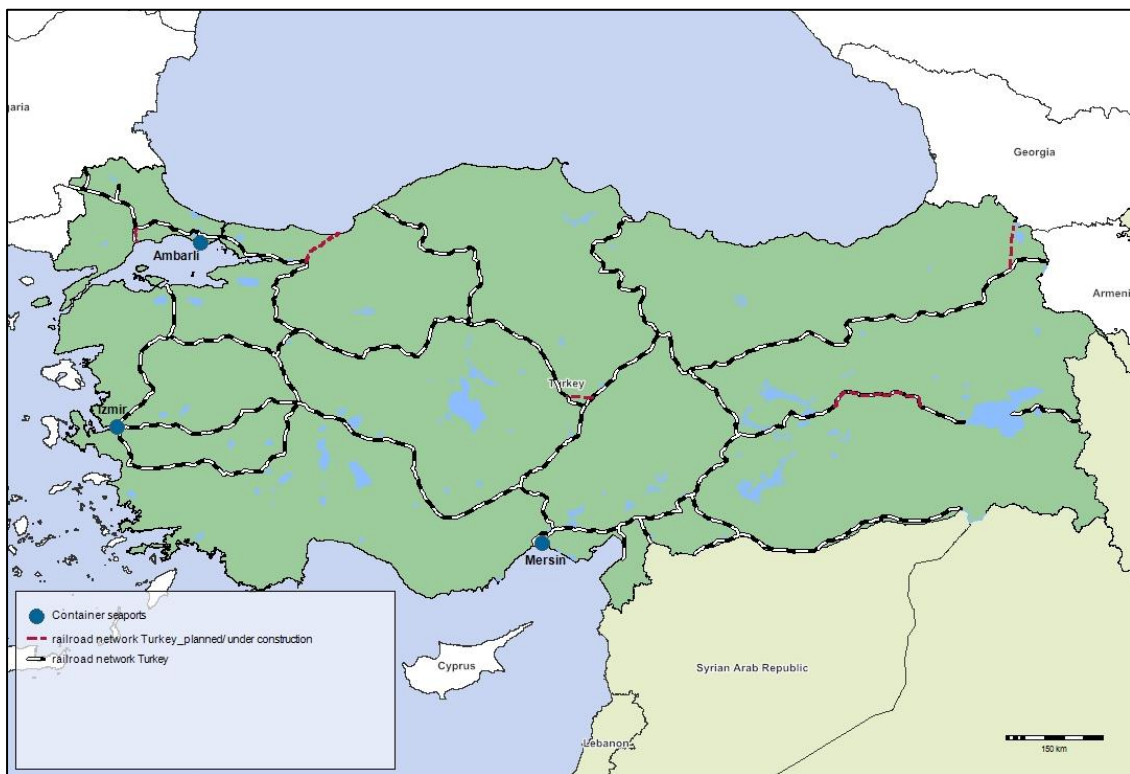 garia
Georgia
Ambarli
Armeni
Turkey
Izmir
Mersin
Container seaports
railroad network Turkey_planned/ under construction
railroad network Turkey
Cyprus
Syrian Arab Republic
Lebanon
150 km